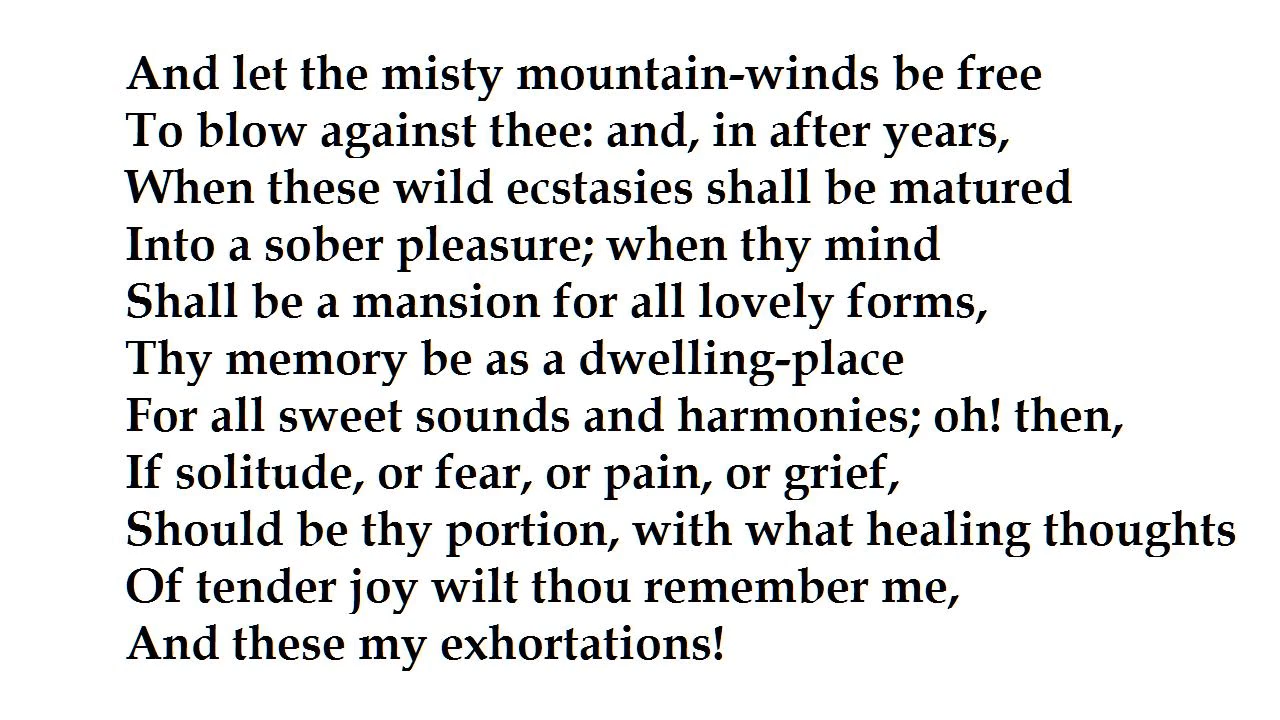 And let the misty mountain-winds be free
To blow against thee: and, in after years,
When these wild ecstasies shall be matured
Into a sober pleasure; when thy mind
Shall be a mansion for all lovely forms,
Thy memory be as a dwelling-place
For all sweet sounds and harmonies; oh! then,
If solitude, or fear, or pain, or grief,
Should be thy portion, with what healing thoughts
Of tender joy wilt thou remember me,
And these my exhortations!